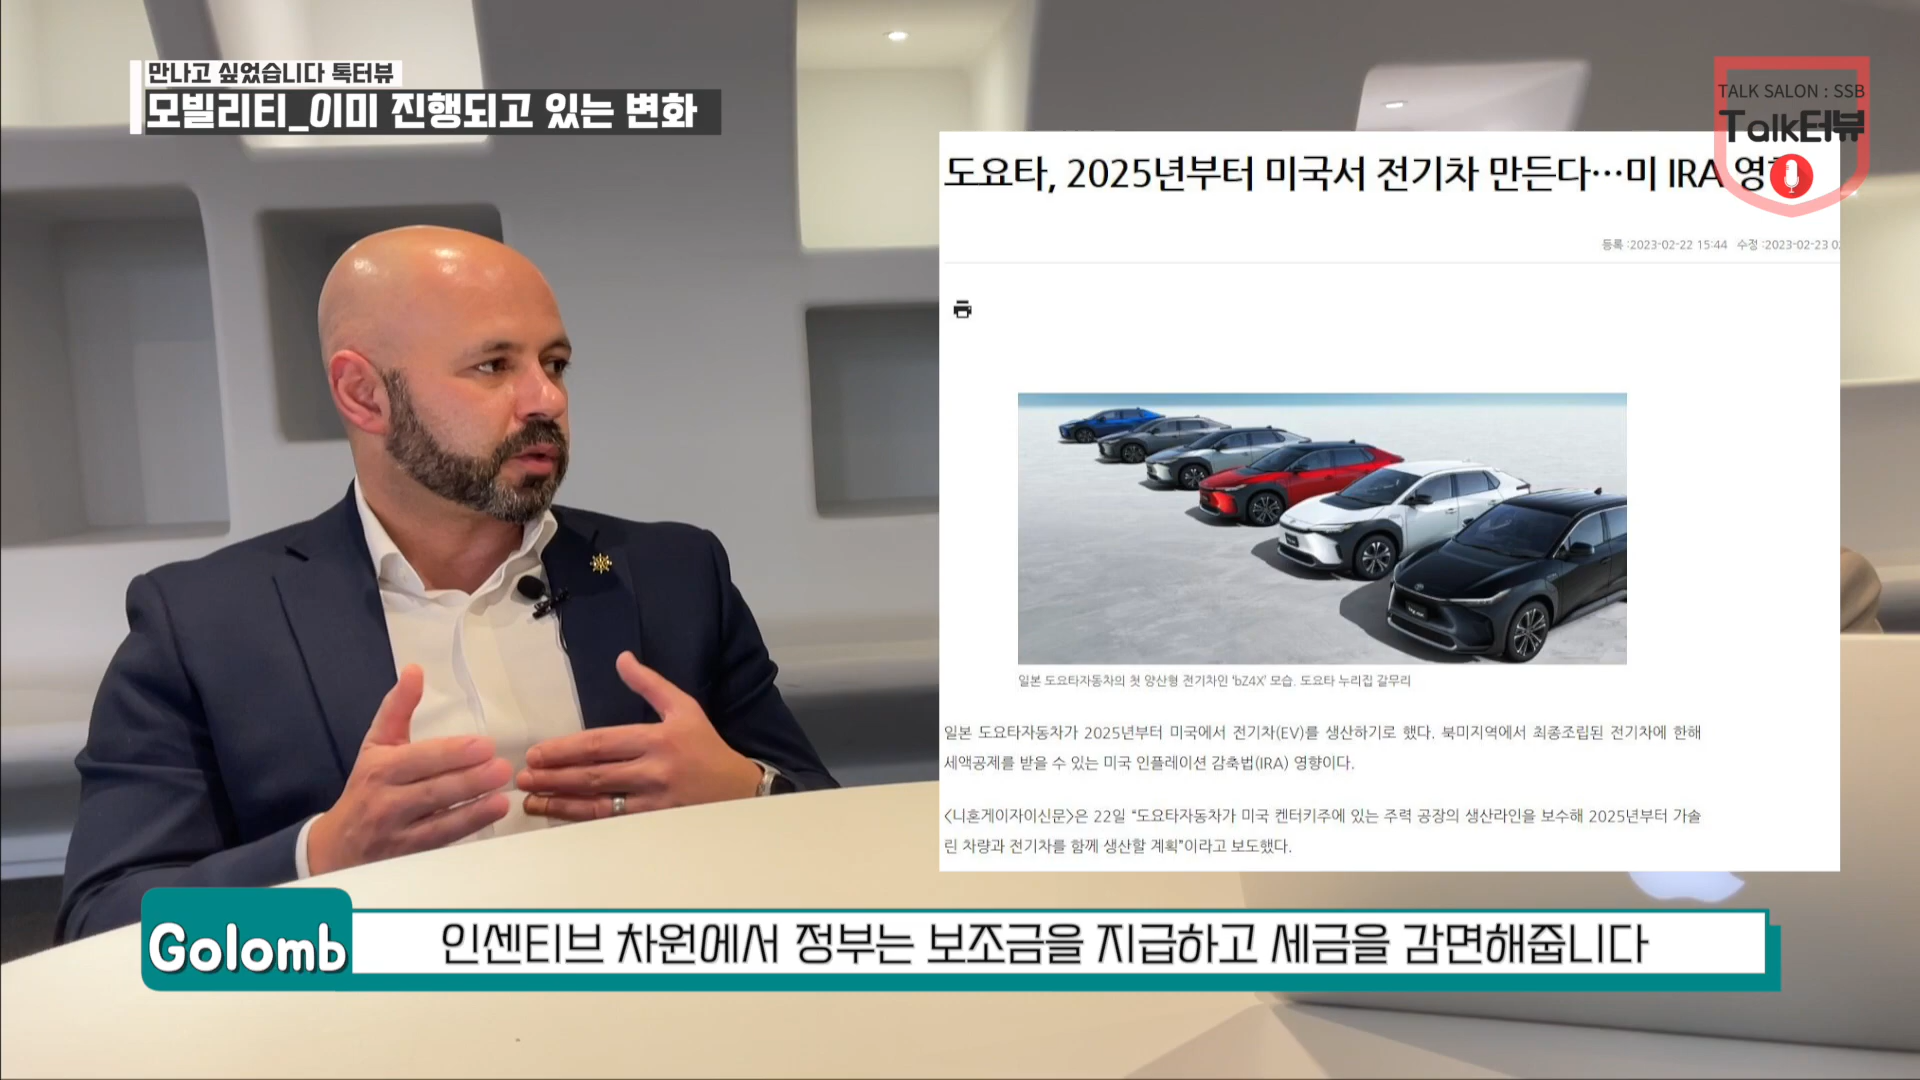 만나고 싶었습니다 톡터뷰
모빌리티_이미 진행되고 있는 변화
TALK SALON : SSB
Talk터뷰
도요타, 2025년부터 미국서 전기차 만든다…미 IRA
등록 :2023-02-22 15:44 수정 :2023-02-23
일본 도요타자동차의 첫 양산형 전기차인 ‘bZ4X’ 모습. 도요타 누리집 갈무리
일본 도요타자동차가 2025년부터 미국에서 전기차(EV)를 생산하기로 했다. 북미지역에서 최종조립된 전기차에 한해
세액공제를 받을 수 있는 미국 인플레이션 감축법(IRA) 영향이다.
<니혼게이자이신문>은 22일 “도요타자동차가 미국 켄터키주에 있는 주력 공장의 생산라인을 보수해 2025년부터 가솔
린 차량과 전기차를 함께 생산할 계획”이라고 보도했다.
Golomb
인센티브 차원에서 정부는 보조금을 지급하고 세금을 감면해줍니다